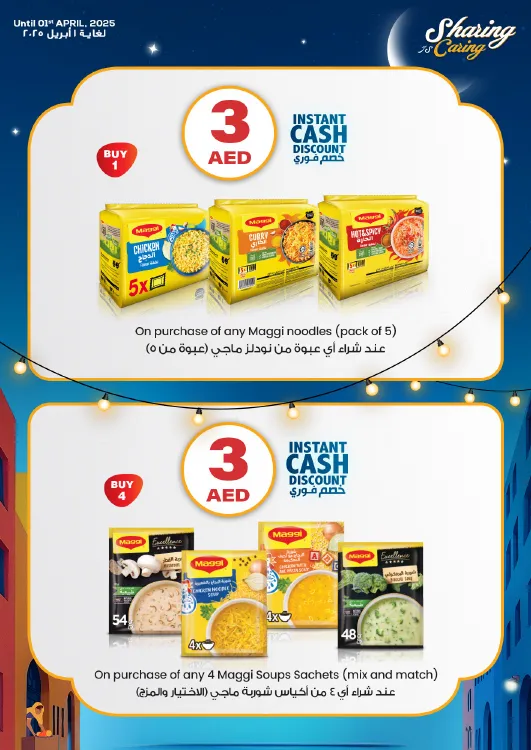 Until 01st APRIL, 2025
لغاية ١ أبريل ٢٠٢٥
Sharing
is Caring
3
AED
INSTANT
CASH
DISCOUNT
خصم فوري
BUY
1
Maggi
CHICKEN
الدجاج
5x
Maggi
CURRY
الكاري
Maggi
HOT&SPICY
الحارة
On purchase of any Maggi noodles (pack of 5)
عند شراء أي عبوة من نودلز ماجي (عبوة من ٥)
3
AED
INSTANT
CASH
DISCOUNT
خصم فوري
BUY
4
Maggi
Excellence
54
Maggi
CHICKEN NOODLE
SOUP
4x
Maggi
4x
Maggi
Excellence
48
On purchase of any 4 Maggi Soups Sachets (mix and match)
عند شراء أي ٤ من أكياس شوربة ماجي (الاختيار والمزج)